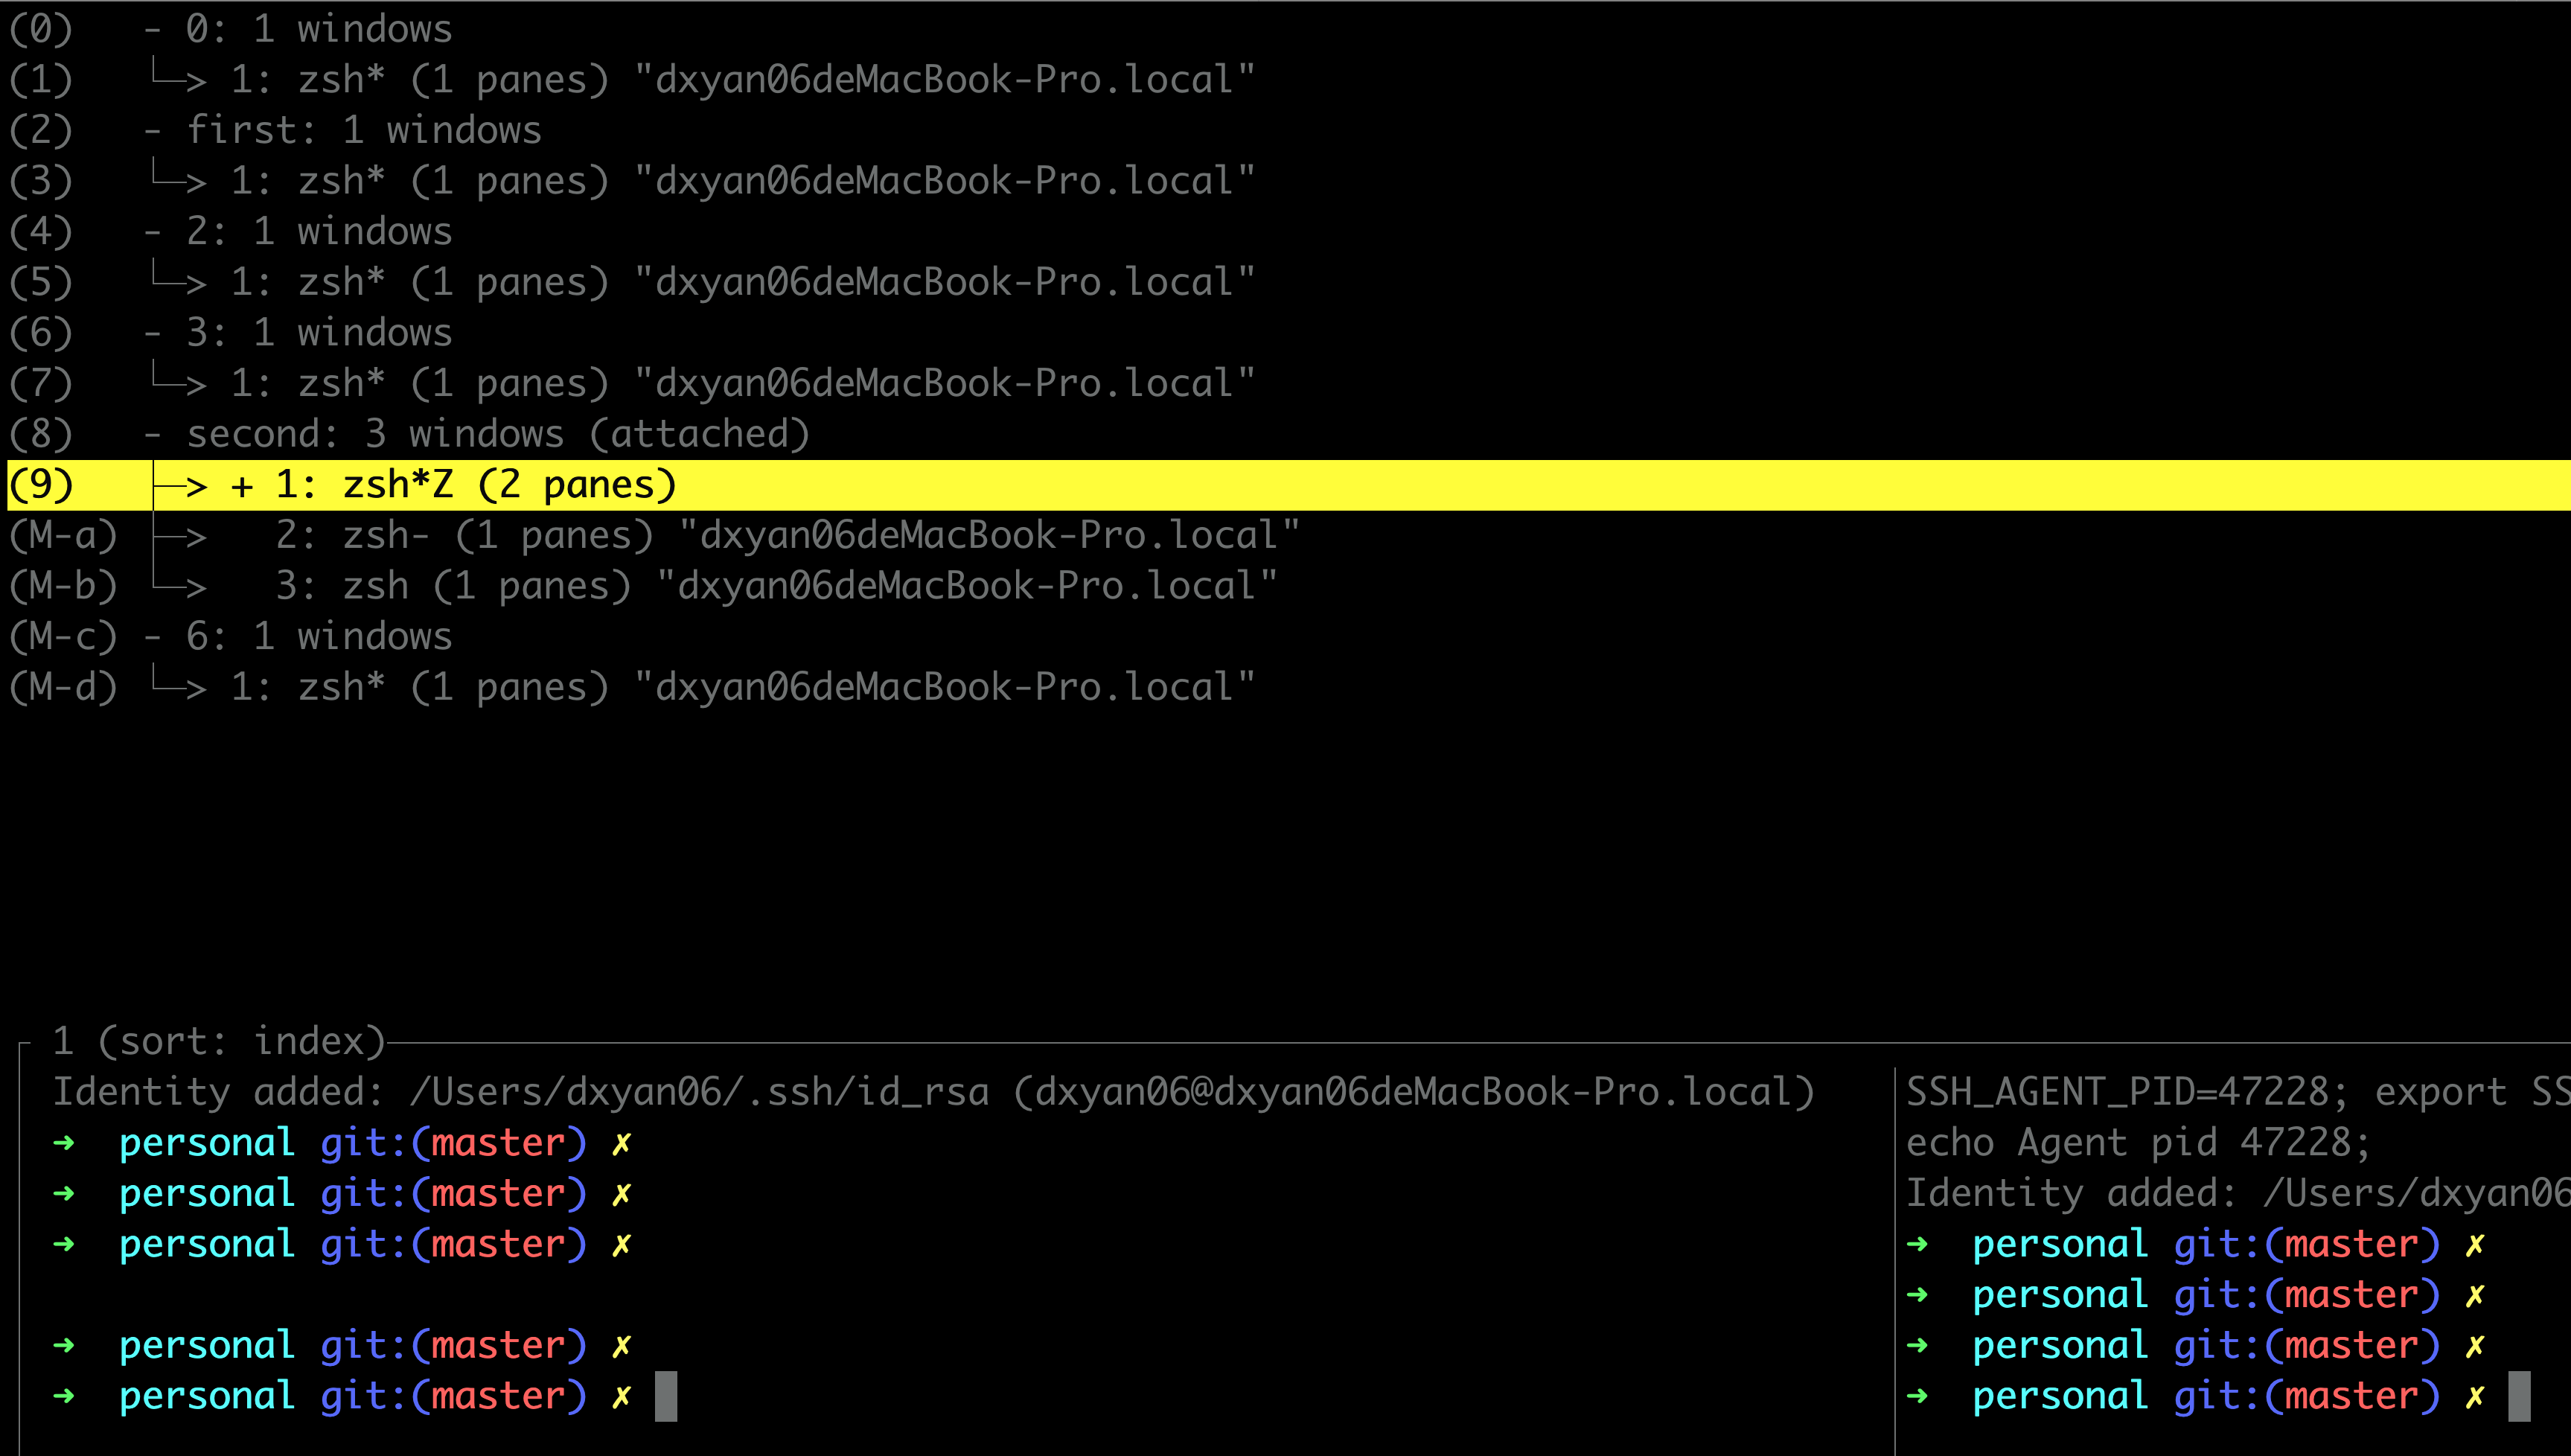 (0)   - 0: 1 windows
(1)   └─> 1: zsh* (1 panes) "dxyan06deMacBook-Pro.local"
(2)   - first: 1 windows
(3)   └─> 1: zsh* (1 panes) "dxyan06deMacBook-Pro.local"
(4)   - 2: 1 windows
(5)   └─> 1: zsh* (1 panes) "dxyan06deMacBook-Pro.local"
(6)   - 3: 1 windows
(7)   └─> 1: zsh* (1 panes) "dxyan06deMacBook-Pro.local"
(8)   - second: 3 windows (attached)
(9)   ├─> + 1: zsh*Z (2 panes)
(M-a) ├─>   2: zsh- (1 panes) "dxyan06deMacBook-Pro.local"
(M-b) └─>   3: zsh (1 panes) "dxyan06deMacBook-Pro.local"
(M-c) - 6: 1 windows
(M-d) └─> 1: zsh* (1 panes) "dxyan06deMacBook-Pro.local"
1 (sort: index)
Identity added: /Users/dxyan06/.ssh/id_rsa (dxyan06@dxyan06deMacBook-Pro.local)
➜  personal git:(master) ✗
➜  personal git:(master) ✗
➜  personal git:(master) ✗
➜  personal git:(master) ✗
➜  personal git:(master) ✗
SSH_AGENT_PID=47228; export SS
echo Agent pid 47228;
Identity added: /Users/dxyan06
➜  personal git:(master) ✗
➜  personal git:(master) ✗
➜  personal git:(master) ✗
➜  personal git:(master) ✗